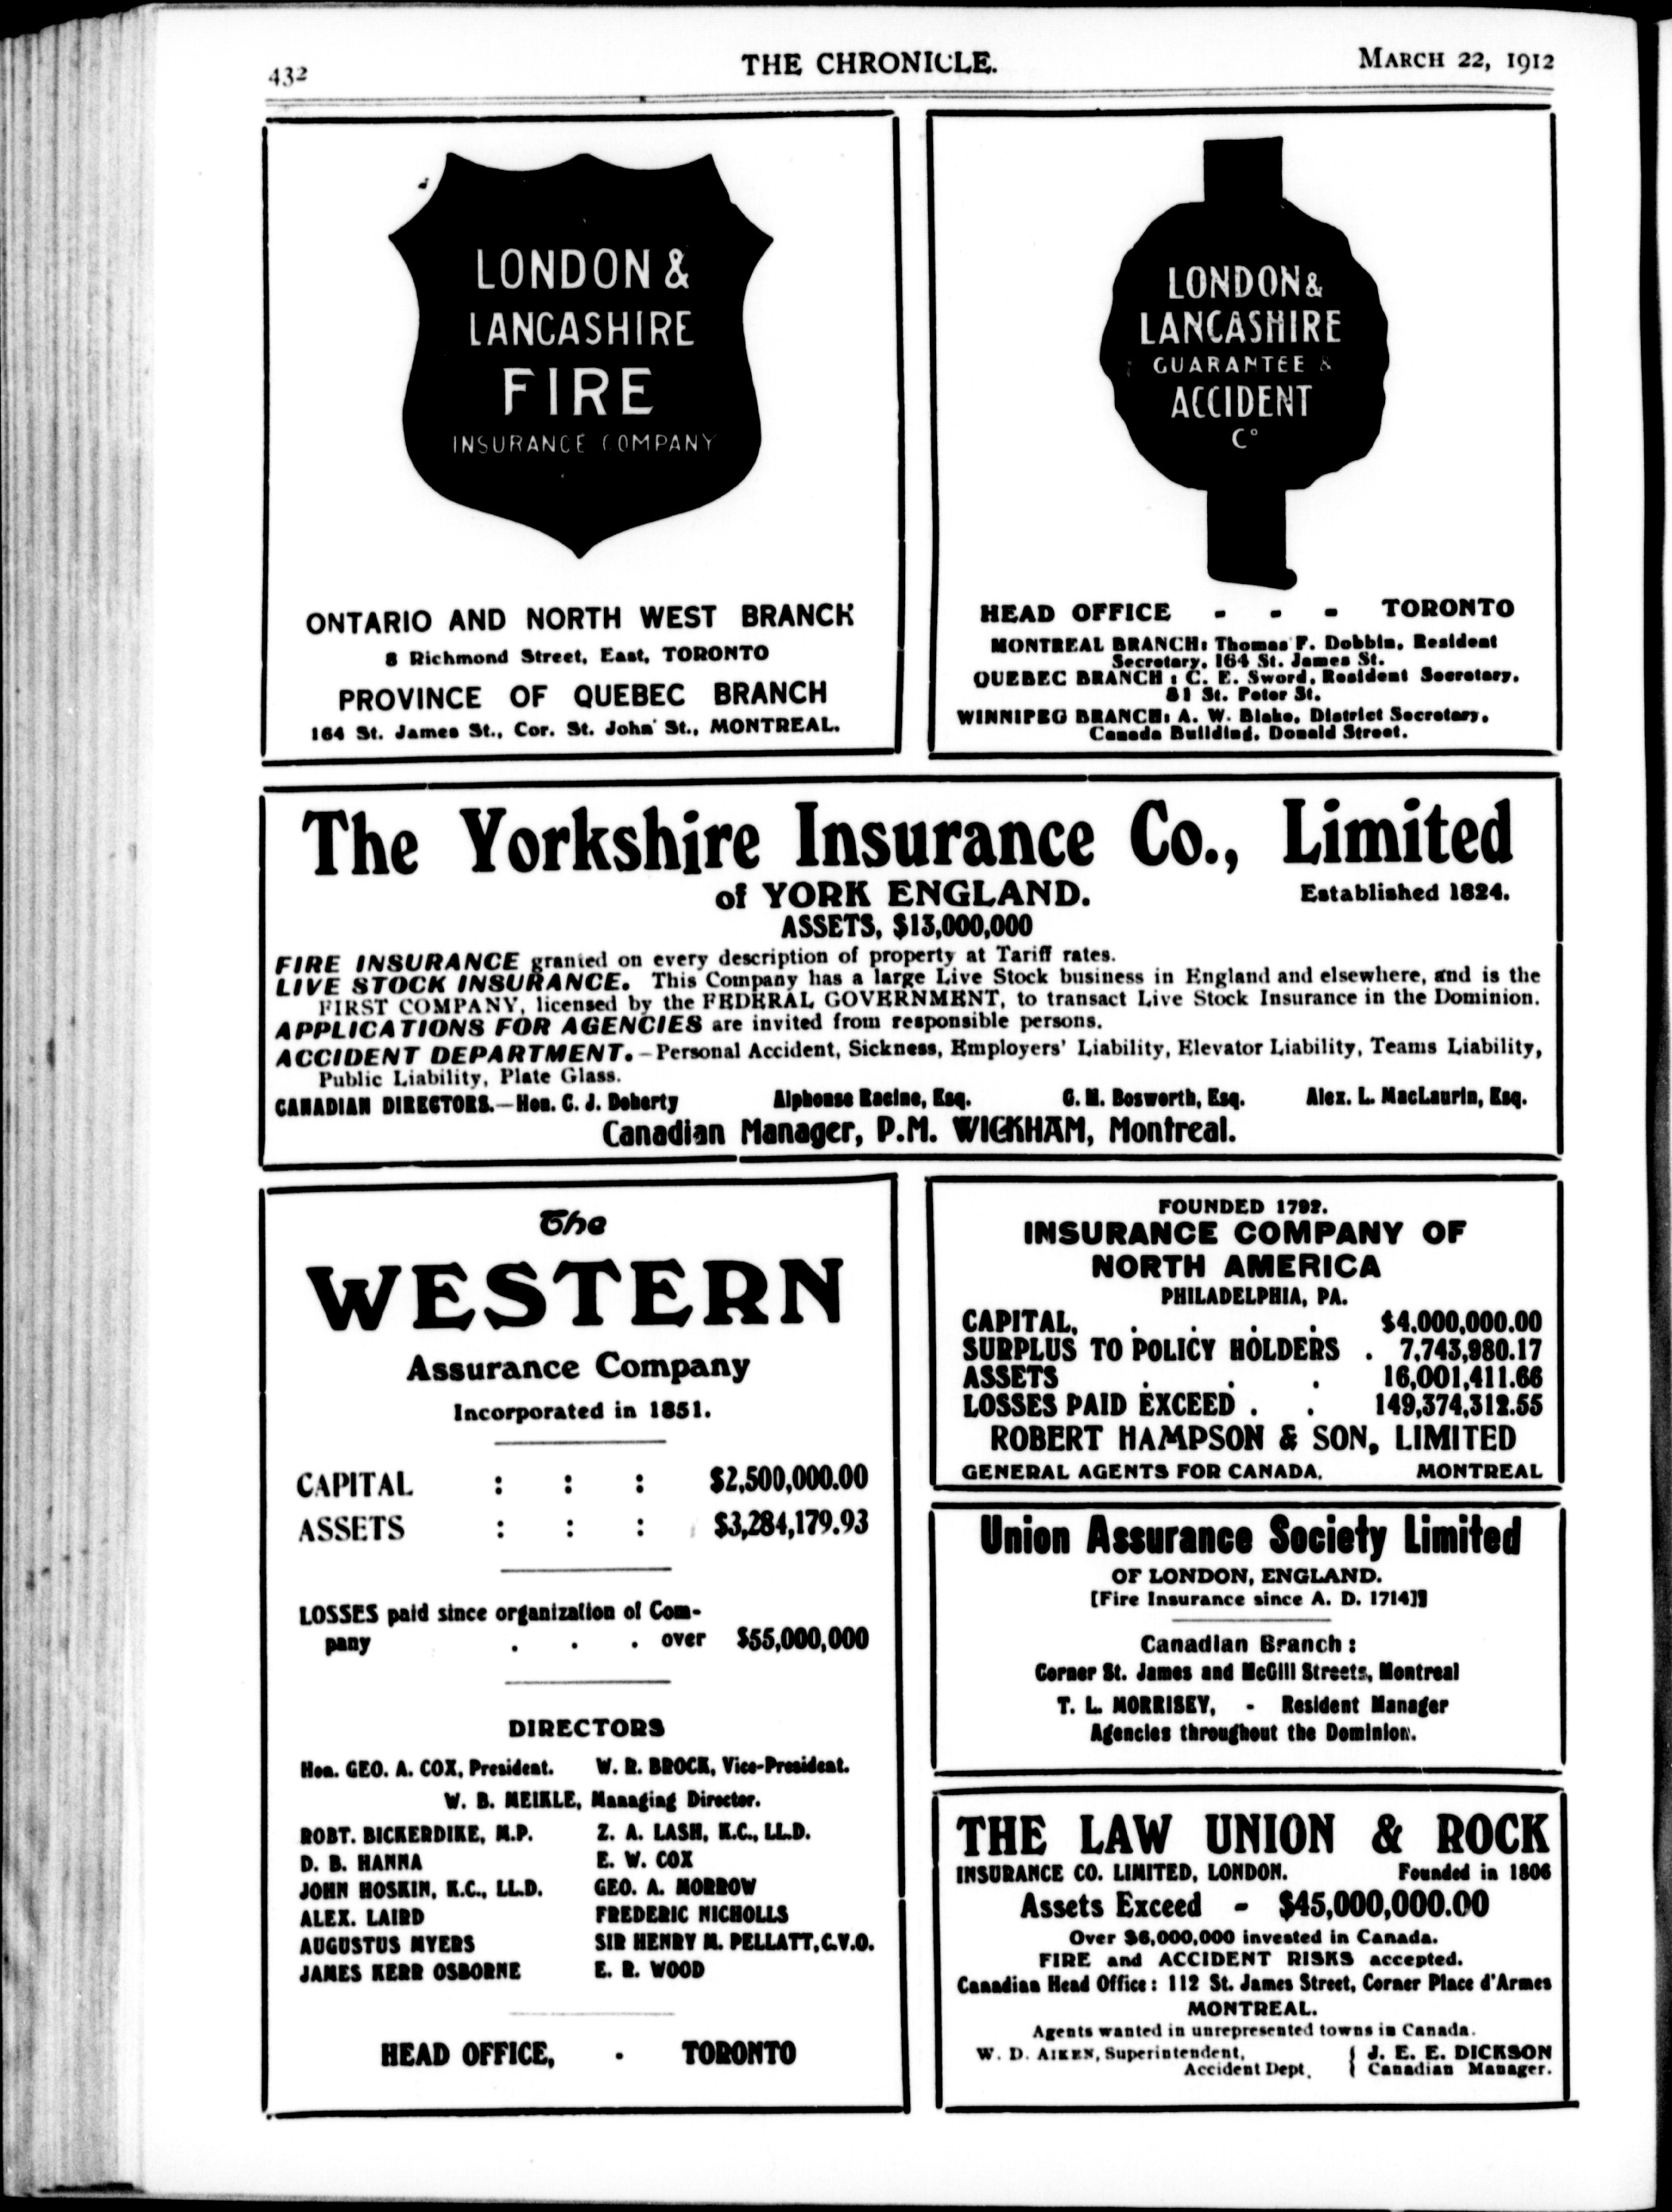 432
THE CHRONICLE.
MARCH 22, 1912
LONDON &
LANCASHIRE
FIRE
INSURANCE COMPANY
ONTARIO AND NORTH WEST BRANCH
8 Richmond Street, East, TORONTO
PROVINCE OF QUEBEC BRANCH
164 St. James St., Cor. St. John St., MONTREAL.
LONDON &
LANCASHIRE
GUARANTEE &
ACCIDENT
Co
HEAD OFFICE - - - TORONTO
MONTREAL BRANCH: Thomas F. Dobbin, Resident
Secretary, 164 St. James St.
QUEBEC BRANCH : C. E. Sword, Resident Secretary,
81 St. Peter St.
WINNIPEG BRANCH: A. W. Blake, District Secretary,
Canada Building, Donald Street.
The Yorkshire Insurance Co., Limited
of YORK ENGLAND.
Established 1824.
ASSETS, $13,000,000
FIRE INSURANCE granted on every description of property at Tariff rates.
LIVE STOCK INSURANCE. This Company has a large Live Stock business in England and elsewhere, and is the
FIRST COMPANY, licensed by the FEDERAL GOVERNMENT, to transact Live Stock Insurance in the Dominion.
APPLICATIONS FOR AGENCIES are invited from responsible persons.
ACCIDENT DEPARTMENT.—Personal Accident, Sickness, Employers' Liability, Elevator Liability, Teams Liability,
Public Liability, Plate Glass.
CANADIAN DIRECTORS.—Hon. C. J. Doherty Alphonse Racine, Esq. G. M. Bosworth, Esq. Alex. L. MacLaurin, Esq.
Canadian Manager, P.M. WICKHAM, Montreal.
The
WESTERN
Assurance Company
Incorporated in 1851.
CAPITAL : : : $2,500,000.00
ASSETS : : : $3,284,179.93
LOSSES paid since organization of Com-
pany . . . over $55,000,000
DIRECTORS
Hon. GEO. A. COX, President. W. R. BROCK, Vice-President.
W. B. MEIKLE, Managing Director.
ROBT. BICKERDIKE, M.P. Z. A. LASH, K.C., LL.D.
D. B. HANNA E. W. COX
JOHN HOSKIN, K.C., LL.D. GEO. A. MORROW
ALEX. LAIRD FREDERIC NICHOLLS
AUGUSTUS MYERS SIR HENRY M. PELLATT, C.V.O.
JAMES KERR OSBORNE E. R. WOOD
HEAD OFFICE, - TORONTO
FOUNDED 1792.
INSURANCE COMPANY OF
NORTH AMERICA
PHILADELPHIA, PA.
CAPITAL, . . . . $4,000,000.00
SURPLUS TO POLICY HOLDERS . 7,743,980.17
ASSETS . . . 16,001,411.66
LOSSES PAID EXCEED . . 149,374,312.55
ROBERT HAMPSON & SON, LIMITED
GENERAL AGENTS FOR CANADA, MONTREAL
Union Assurance Society Limited
OF LONDON, ENGLAND.
[Fire Insurance since A. D. 1714]
Canadian Branch :
Corner St. James and McGill Streets, Montreal
T. L. MORRISEY, - Resident Manager
Agencies throughout the Dominion.
THE LAW UNION & ROCK
INSURANCE CO. LIMITED, LONDON. Founded in 1806
Assets Exceed - $45,000,000.00
Over $6,000,000 invested in Canada.
FIRE and ACCIDENT RISKS accepted.
Canadian Head Office : 112 St. James Street, Corner Place d'Armes
MONTREAL.
Agents wanted in unrepresented towns in Canada.
W. D. AIKEN, Superintendent, J. E. E. DICKSON
Accident Dept. Canadian Manager.